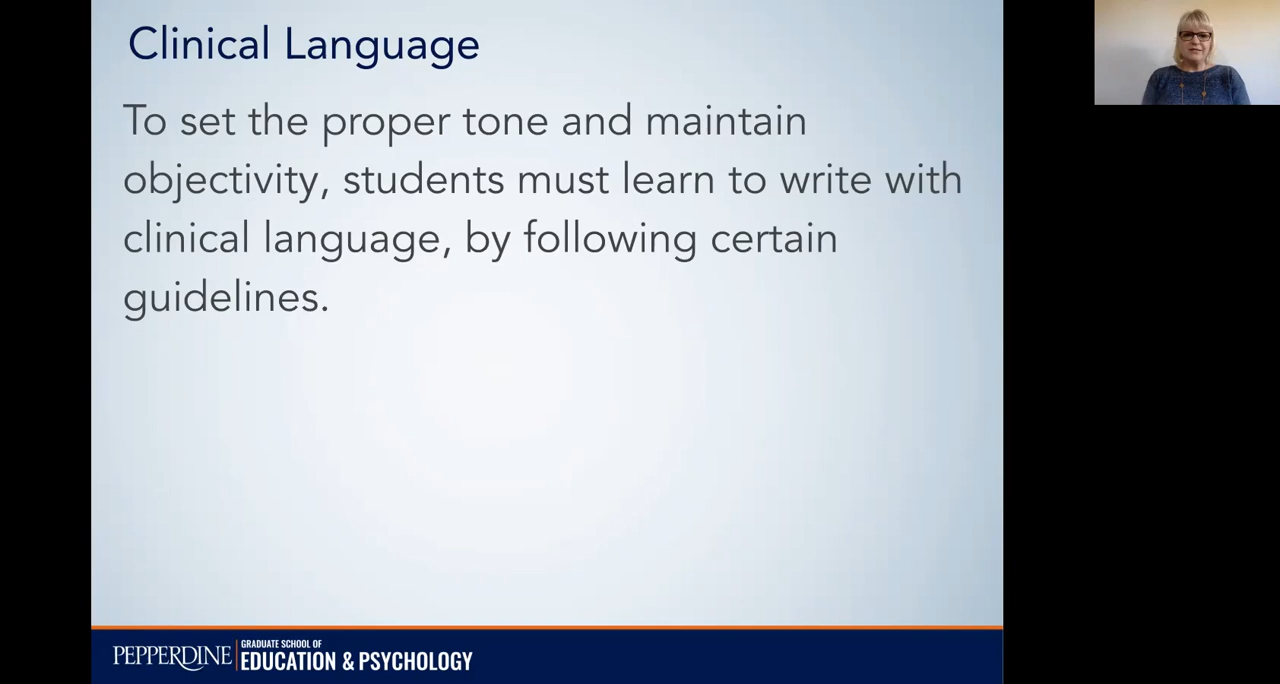 Clinical Language
To set the proper tone and maintain
objectivity, students must learn to write with
clinical language, by following certain
guidelines.
PEPPERDINE GRADUATE SCHOOL OF
EDUCATION & PSYCHOLOGY